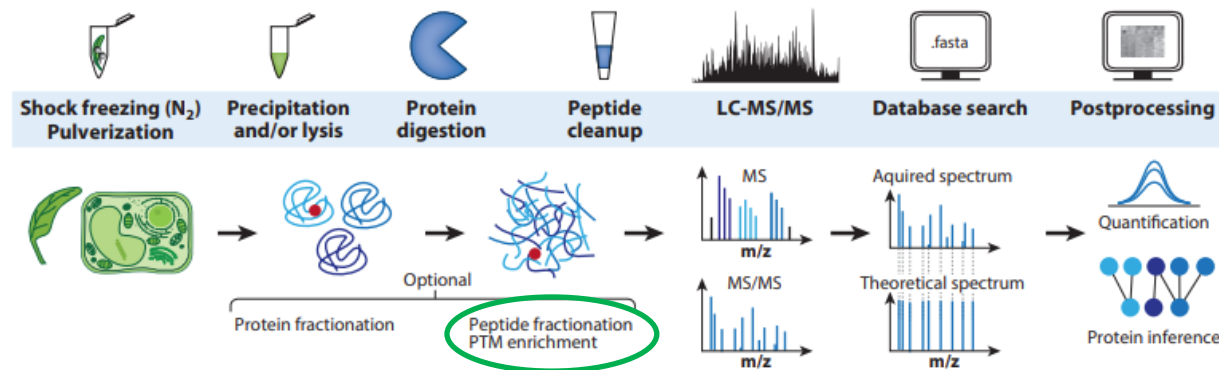 .fasta
Shock freezing (N₂)
Pulverization
Precipitation
and/or lysis
Protein
digestion
Peptide
cleanup
LC-MS/MS
Database search
Postprocessing
MS
m/z
MS/MS
m/z
Aquired spectrum
Theoretical spectrum
m/z
Quantification
Protein inference
Optional
Protein fractionation
Peptide fractionation
PTM enrichment